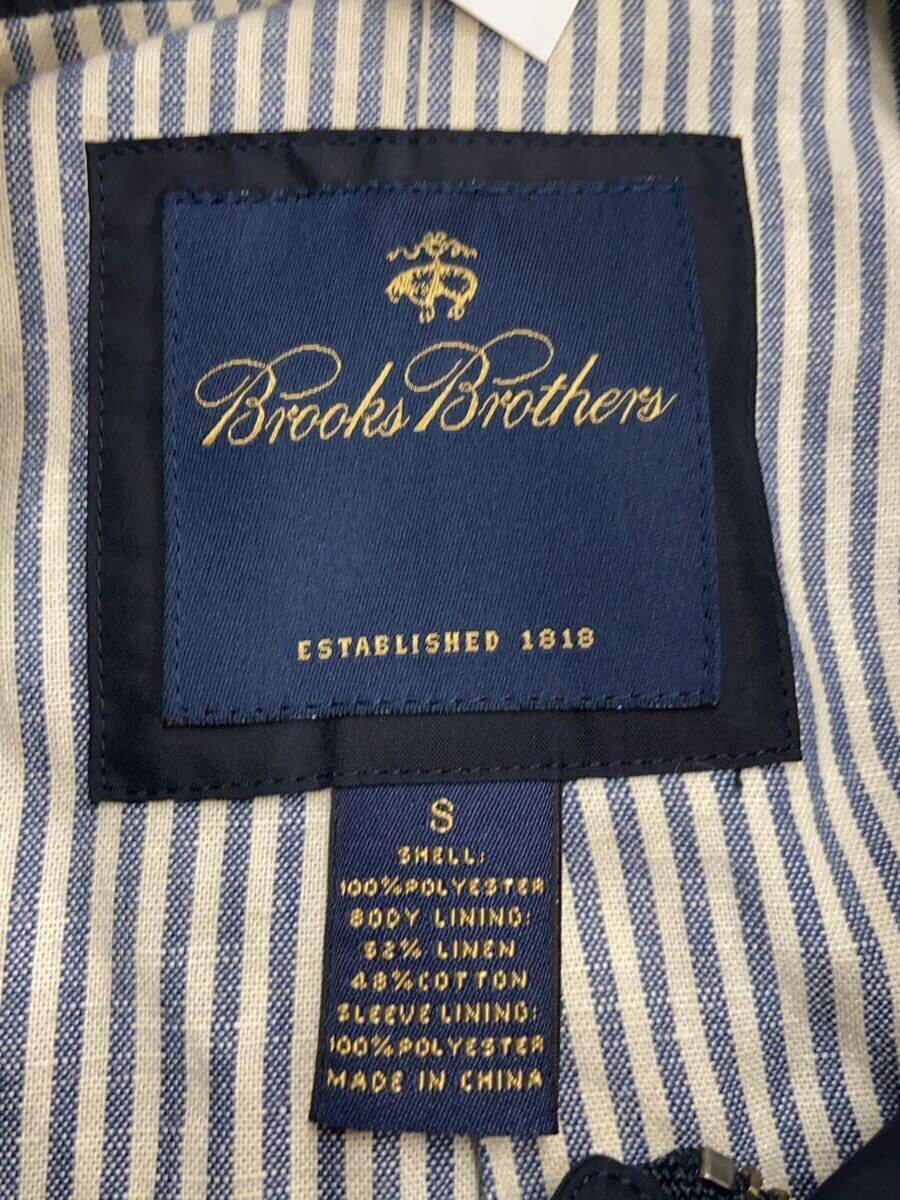 Brooks Brothers
ESTABLISHED 1818
S
SHELL:
100%POLYESTER
BODY LINING:
52% LINEN
48%COTTON
SLEEVE LINING:
100%POLYESTER
MADE IN CHINA